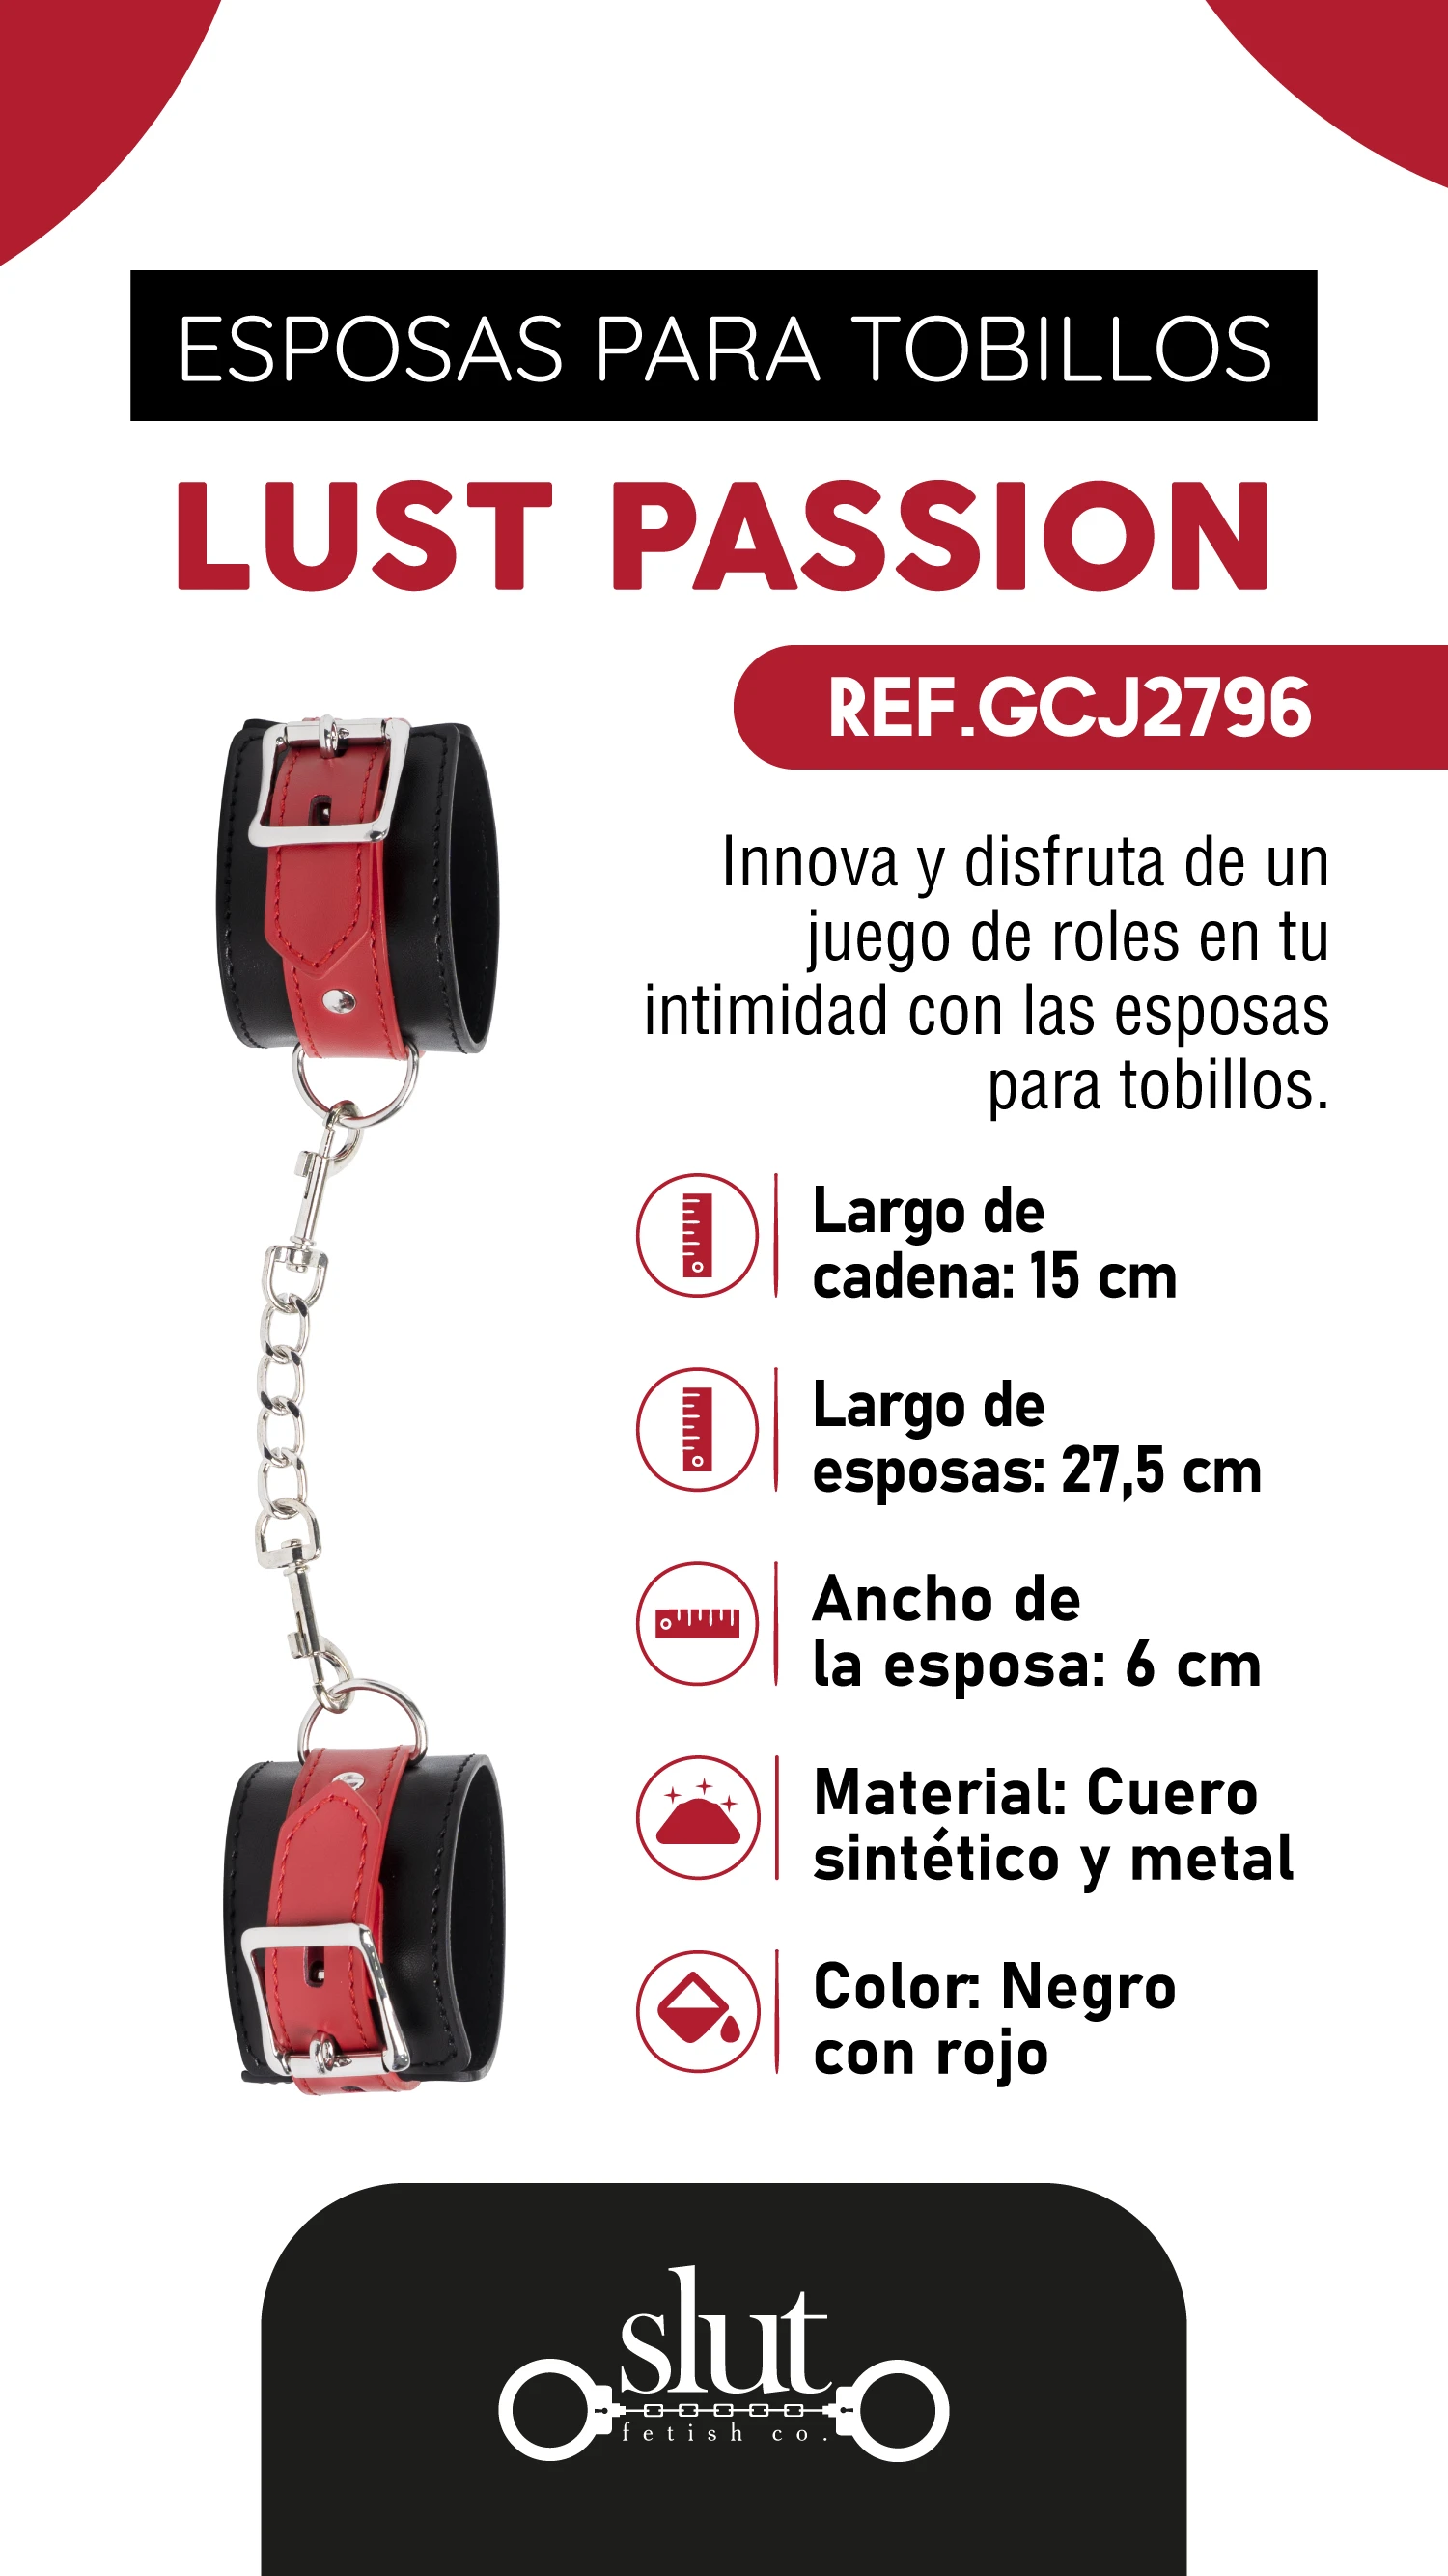 ESPOSAS PARA TOBILLOS
LUST PASSION
REF.GCJ2796
Innova y disfruta de un
juego de roles en tu
intimidad con las esposas
para tobillos.
Largo de
cadena: 15 cm
Largo de
esposas: 27,5 cm
Ancho de
la esposa: 6 cm
Material: Cuero
sintético y metal
Color: Negro
con rojo
slut
fetish co.